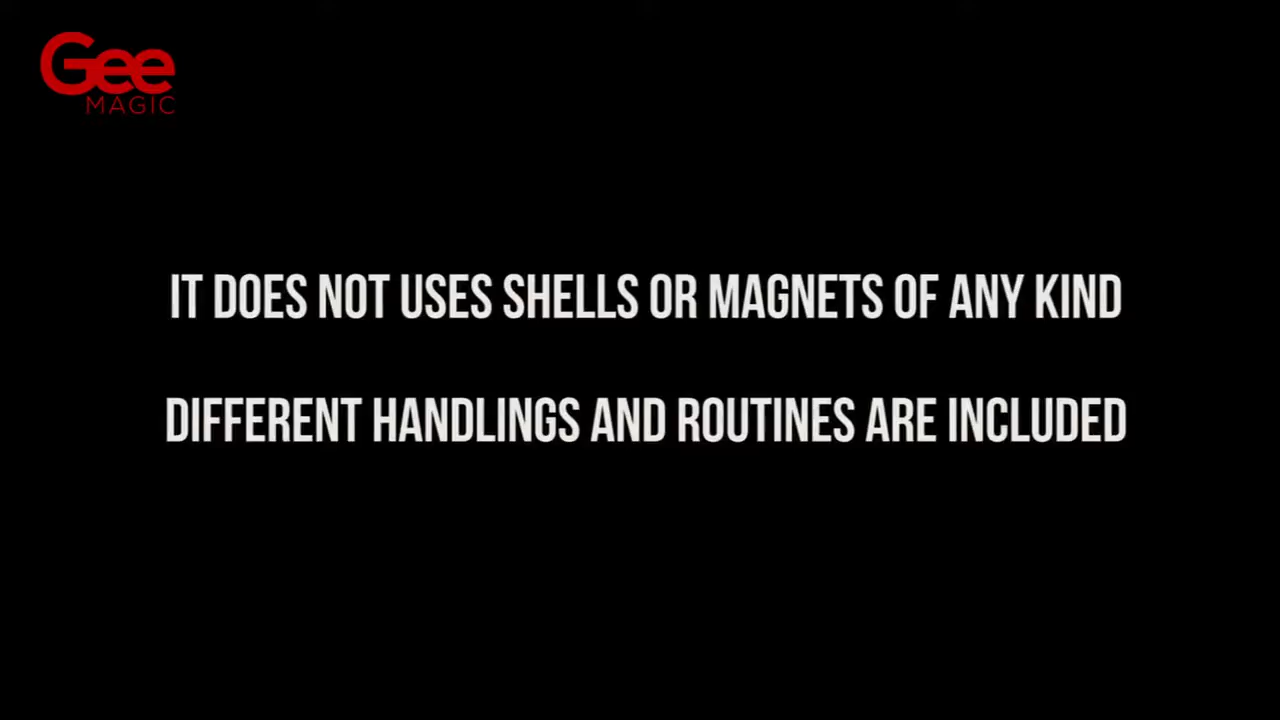 Gee
MAGIC
IT DOES NOT USES SHELLS OR MAGNETS OF ANY KIND
DIFFERENT HANDLINGS AND ROUTINES ARE INCLUDED